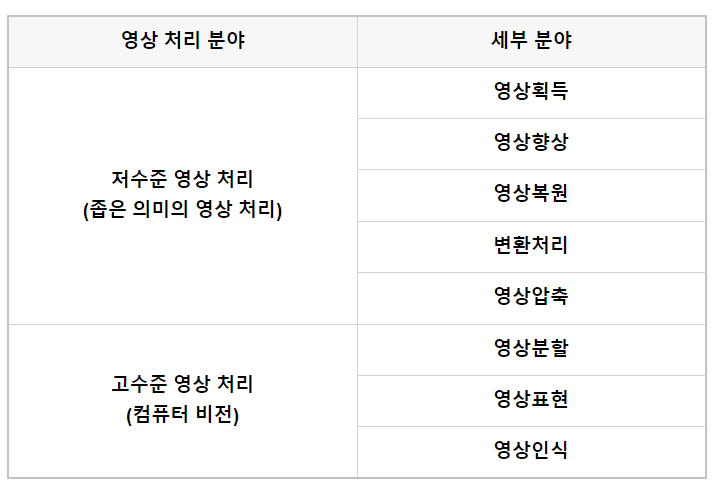 영상 처리 분야
세부 분야
저수준 영상 처리
(좁은 의미의 영상 처리)
영상획득
영상향상
영상복원
변환처리
영상압축
고수준 영상 처리
(컴퓨터 비전)
영상분할
영상표현
영상인식